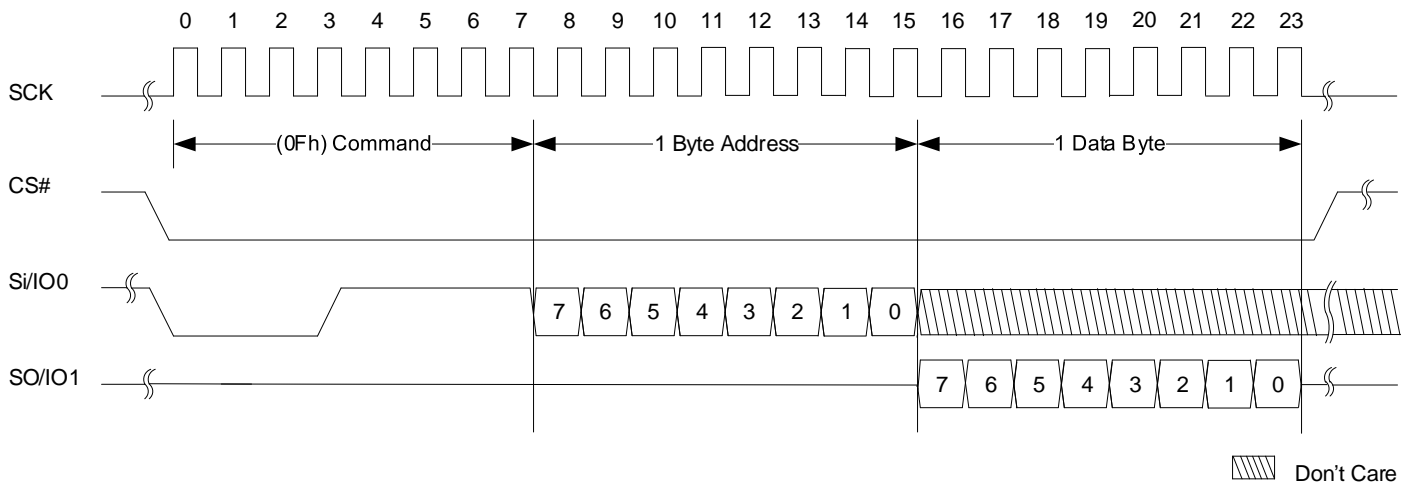 0 1 2 3 4 5 6 7 8 9 10 11 12 13 14 15 16 17 18 19 20 21 22 23
SCK
(0Fh) Command 1 Byte Address 1 Data Byte
CS#
Si/IO0
7 6 5 4 3 2 1 0
SO/IO1
7 6 5 4 3 2 1 0
Don't Care